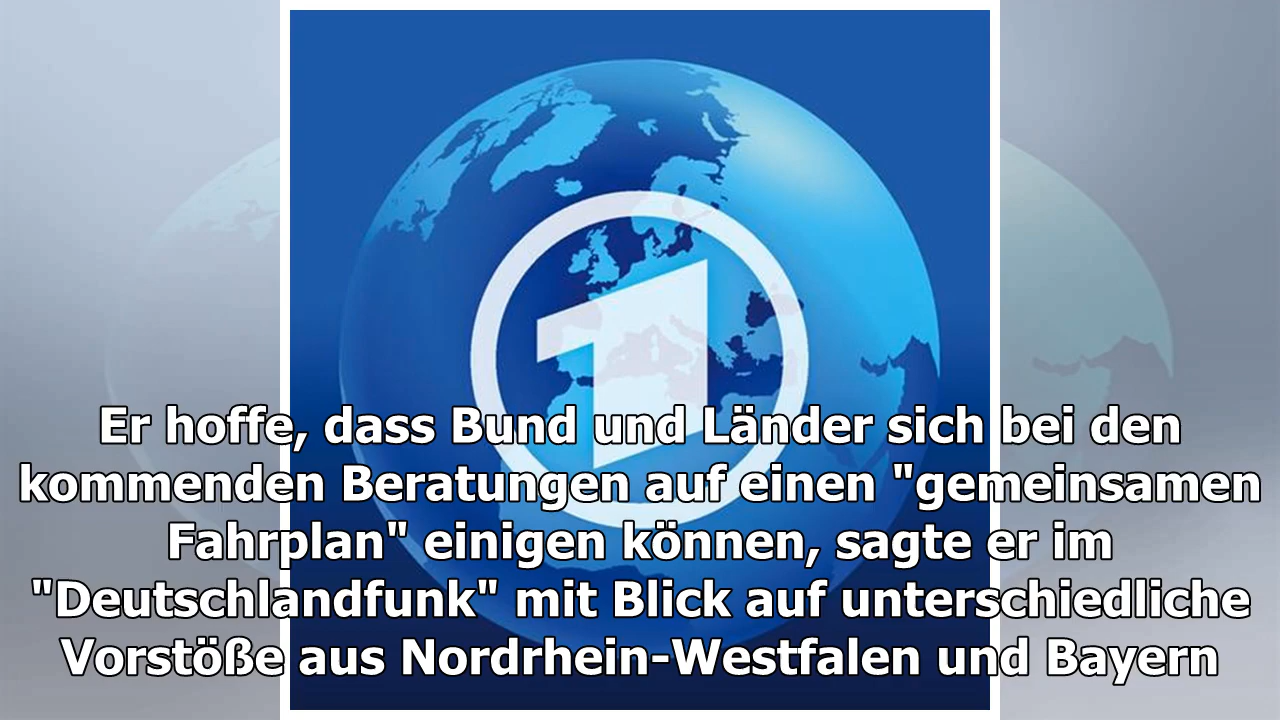 Er hoffe, dass Bund und Länder sich bei den
kommenden Beratungen auf einen "gemeinsamen
Fahrplan" einigen können, sagte er im
"Deutschlandfunk" mit Blick auf unterschiedliche
Vorstöße aus Nordrhein-Westfalen und Bayern